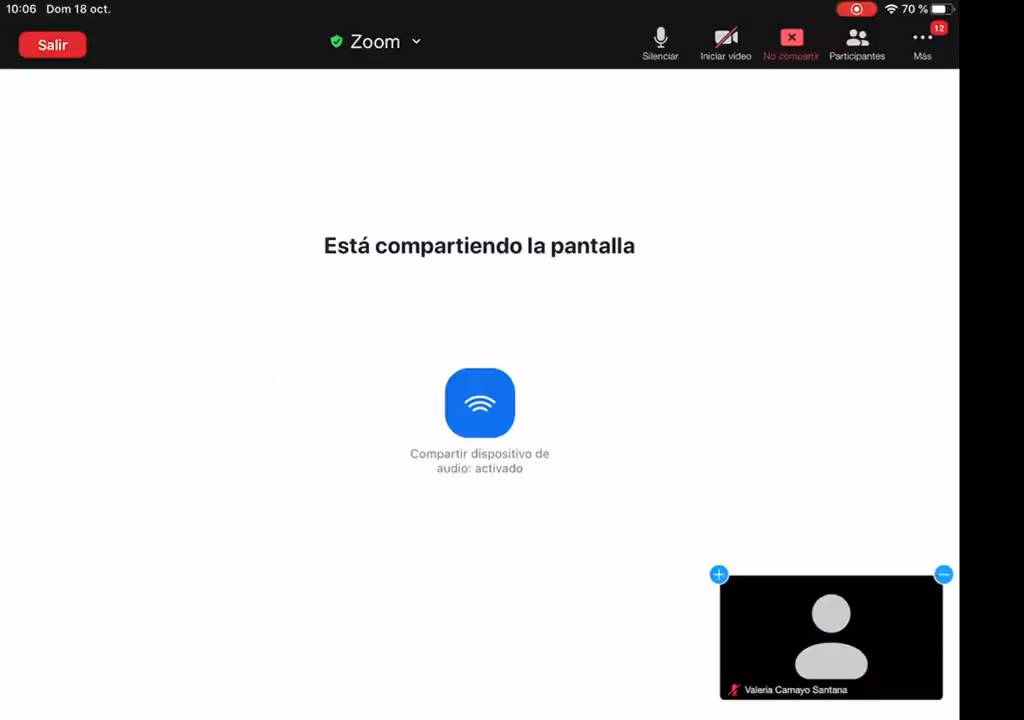 10:06 Dom 18 oct.
70 %
Salir
Zoom
12
Silenciar
Iniciar vídeo
No compartir
Participantes
Más
Está compartiendo la pantalla
Compartir dispositivo de
audio: activado
Valeria Camayo Santana